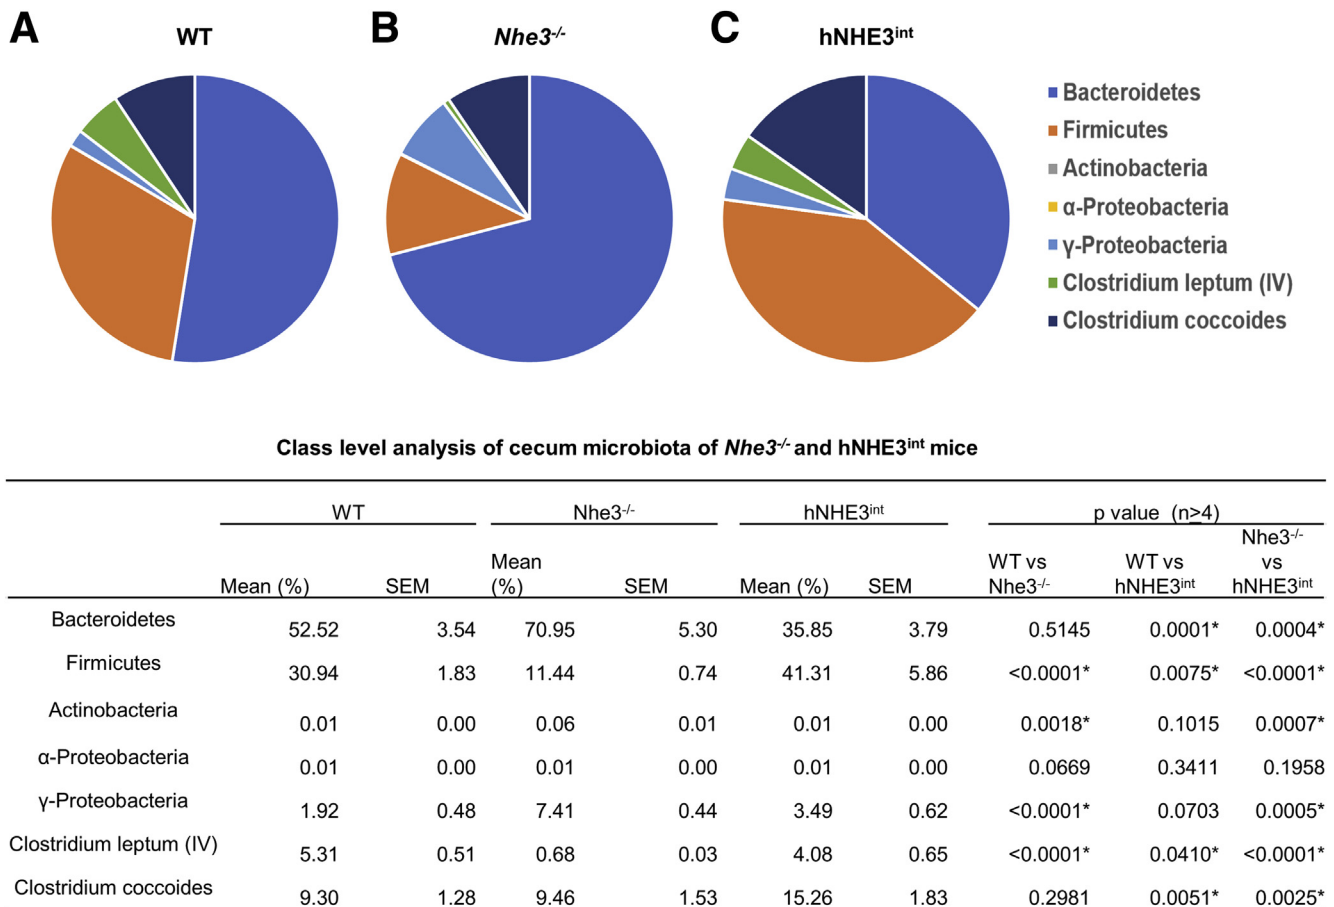 A WT
B Nhe3-/-
C hNHE3int
Bacteroidetes
Firmicutes
Actinobacteria
α-Proteobacteria
γ-Proteobacteria
Clostridium leptum (IV)
Clostridium coccoides
Class level analysis of cecum microbiota of Nhe3-/- and hNHE3int mice
WT Nhe3-/- hNHE3int p value (n≥4)
Mean (%) SEM Mean (%) SEM Mean (%) SEM WT vs Nhe3-/- WT vs hNHE3int Nhe3-/- vs hNHE3int
Bacteroidetes 52.52 3.54 70.95 5.30 35.85 3.79 0.5145 0.0001* 0.0004*
Firmicutes 30.94 1.83 11.44 0.74 41.31 5.86 <0.0001* 0.0075* <0.0001*
Actinobacteria 0.01 0.00 0.06 0.01 0.01 0.00 0.0018* 0.1015 0.0007*
α-Proteobacteria 0.01 0.00 0.01 0.00 0.01 0.00 0.0669 0.3411 0.1958
γ-Proteobacteria 1.92 0.48 7.41 0.44 3.49 0.62 <0.0001* 0.0703 0.0005*
Clostridium leptum (IV) 5.31 0.51 0.68 0.03 4.08 0.65 <0.0001* 0.0410* <0.0001*
Clostridium coccoides 9.30 1.28 9.46 1.53 15.26 1.83 0.2981 0.0051* 0.0025*